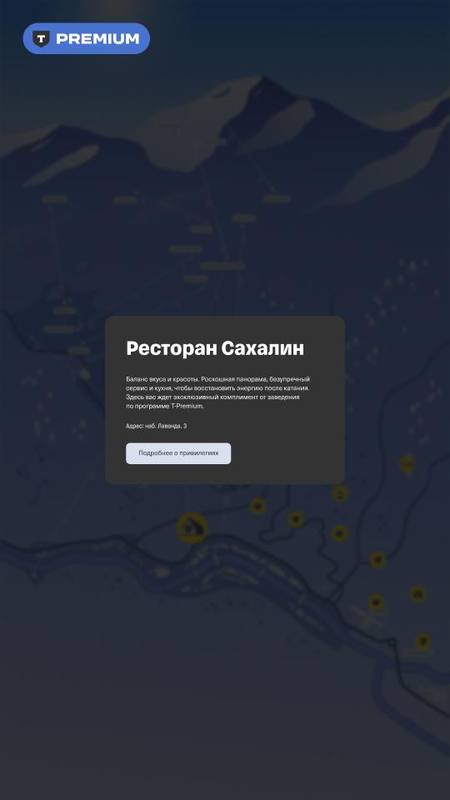 T PREMIUM
Ресторан Сахалин
Баланс вкуса и красоты. Роскошная панорама, безупречный
сервис и кухня, чтобы восстановить энергию после катания.
Здесь вас ждет эксклюзивный комплимент от заведения
по программе T-Premium.
Адрес: наб. Лаванда, 3
Подробнее о привилегиях